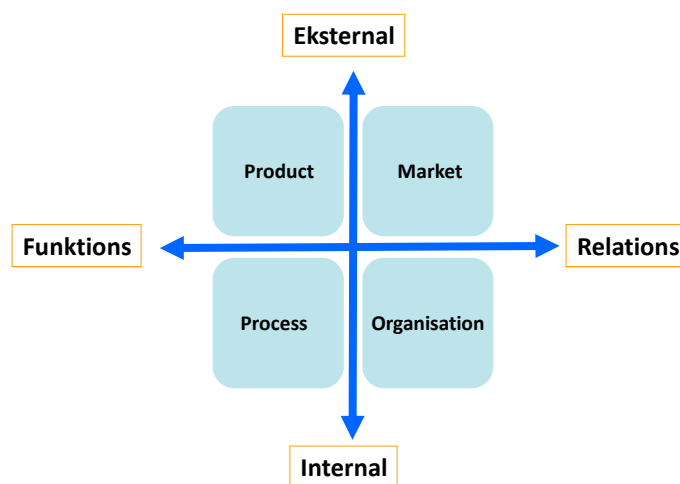 Eksternal
Product
Market
Funktions
Relations
Process
Organisation
Internal